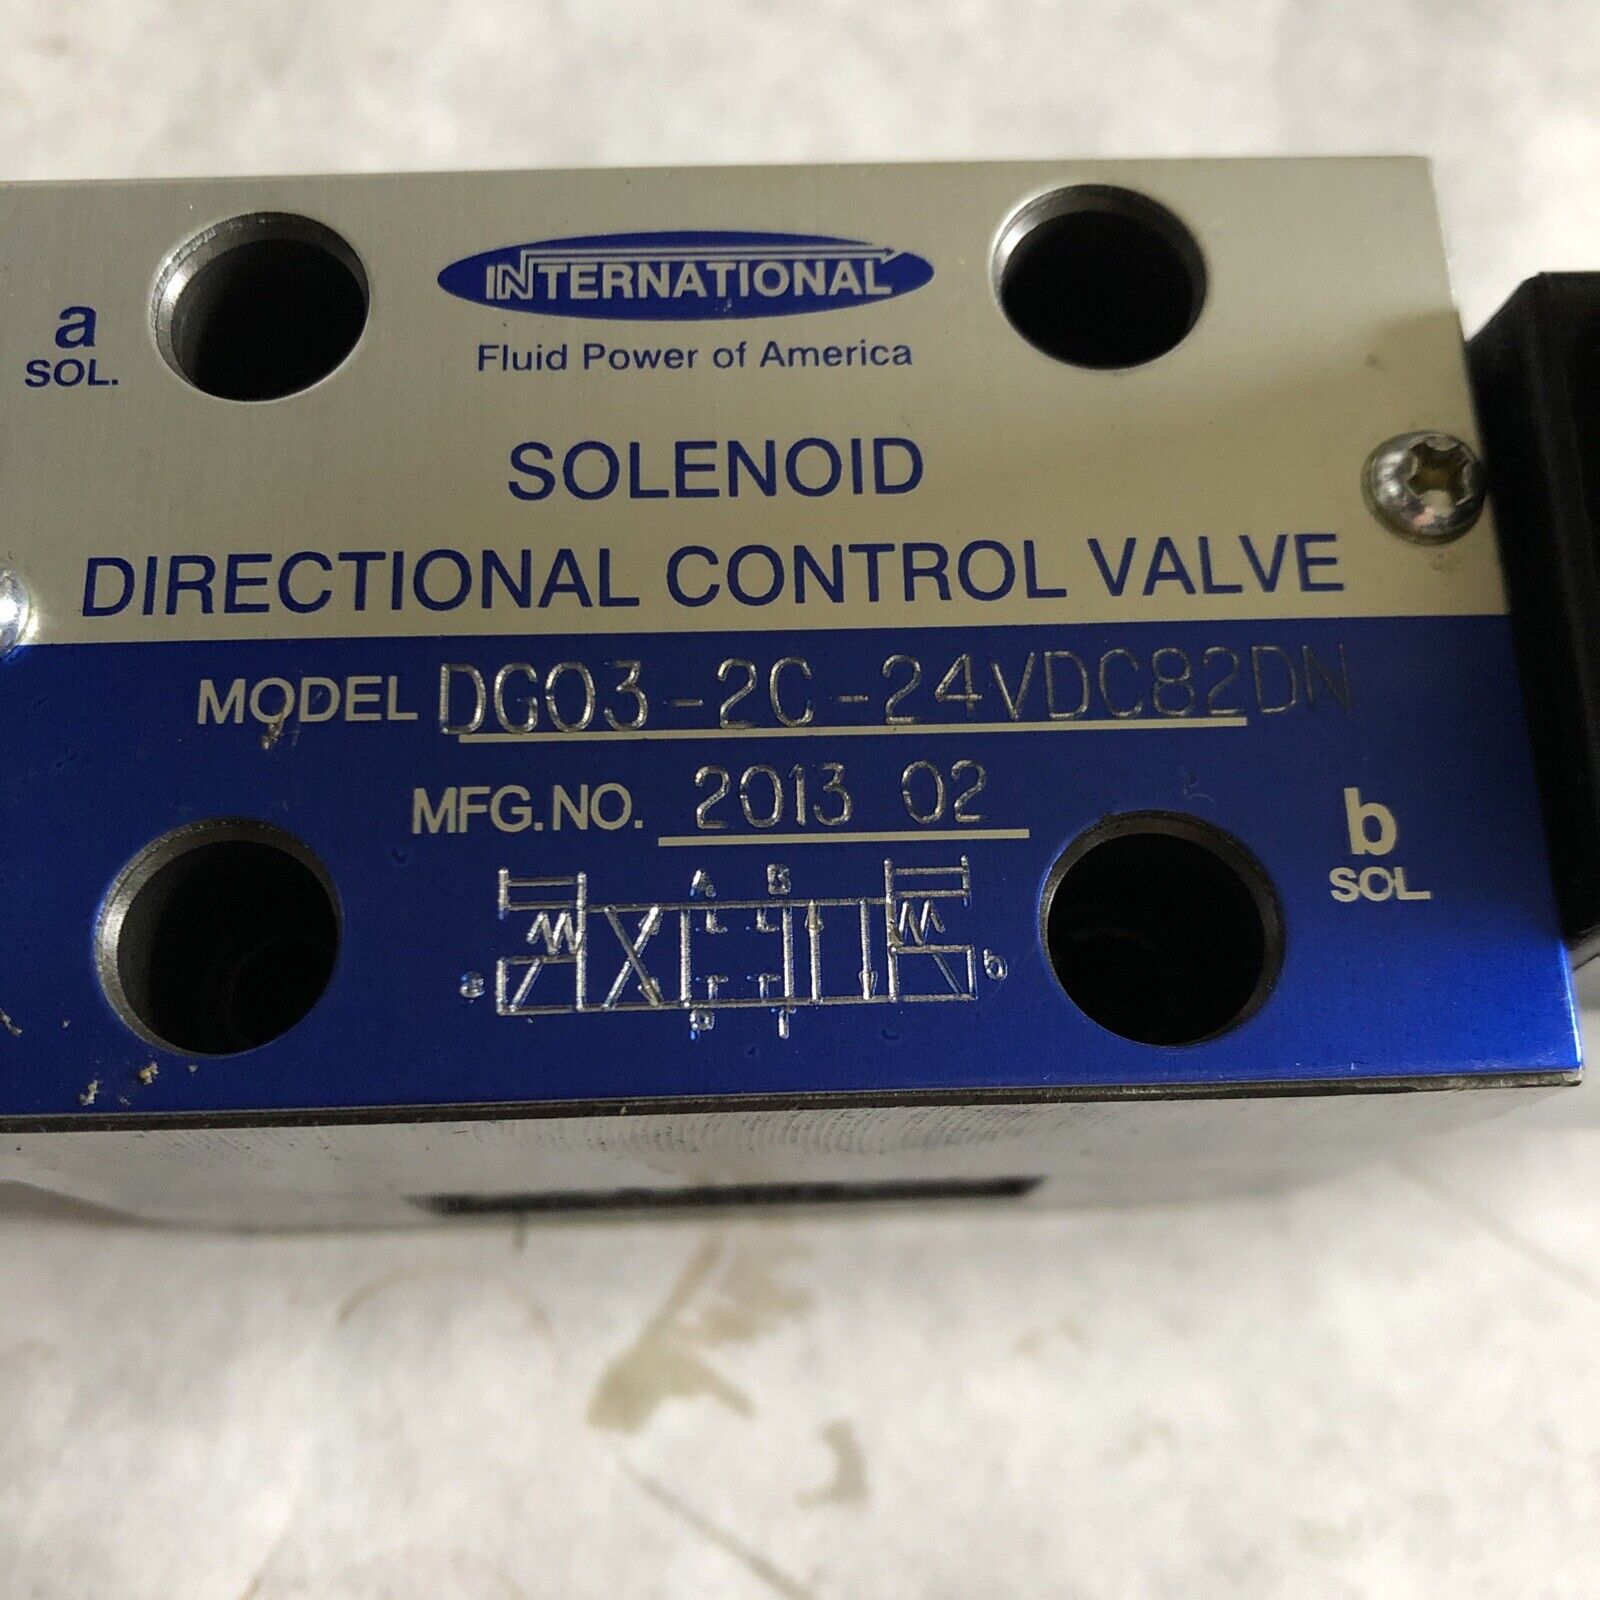 a
SOL.
INTERNATIONAL
Fluid Power of America
SOLENOID
DIRECTIONAL CONTROL VALVE
MODEL DG03-2C-24VDC82DN
MFG.NO. 2013 02
b
SOL
A B
a b
P T